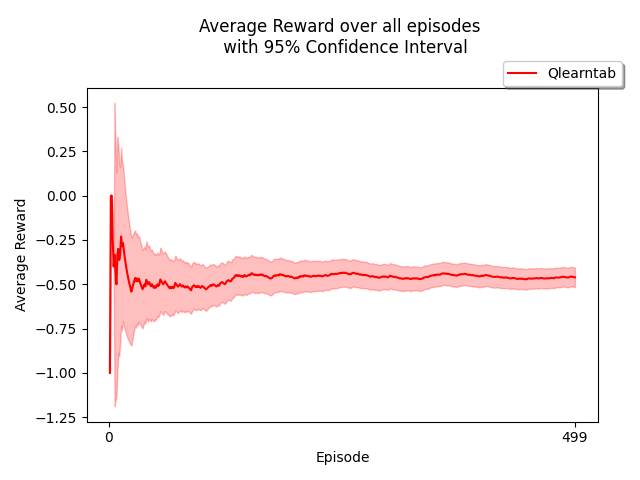 Average Reward over all episodes
with 95% Confidence Interval
Qlearntab
0.50
0.25
0.00
−0.25
−0.50
−0.75
−1.00
−1.25
Average Reward
0
499
Episode